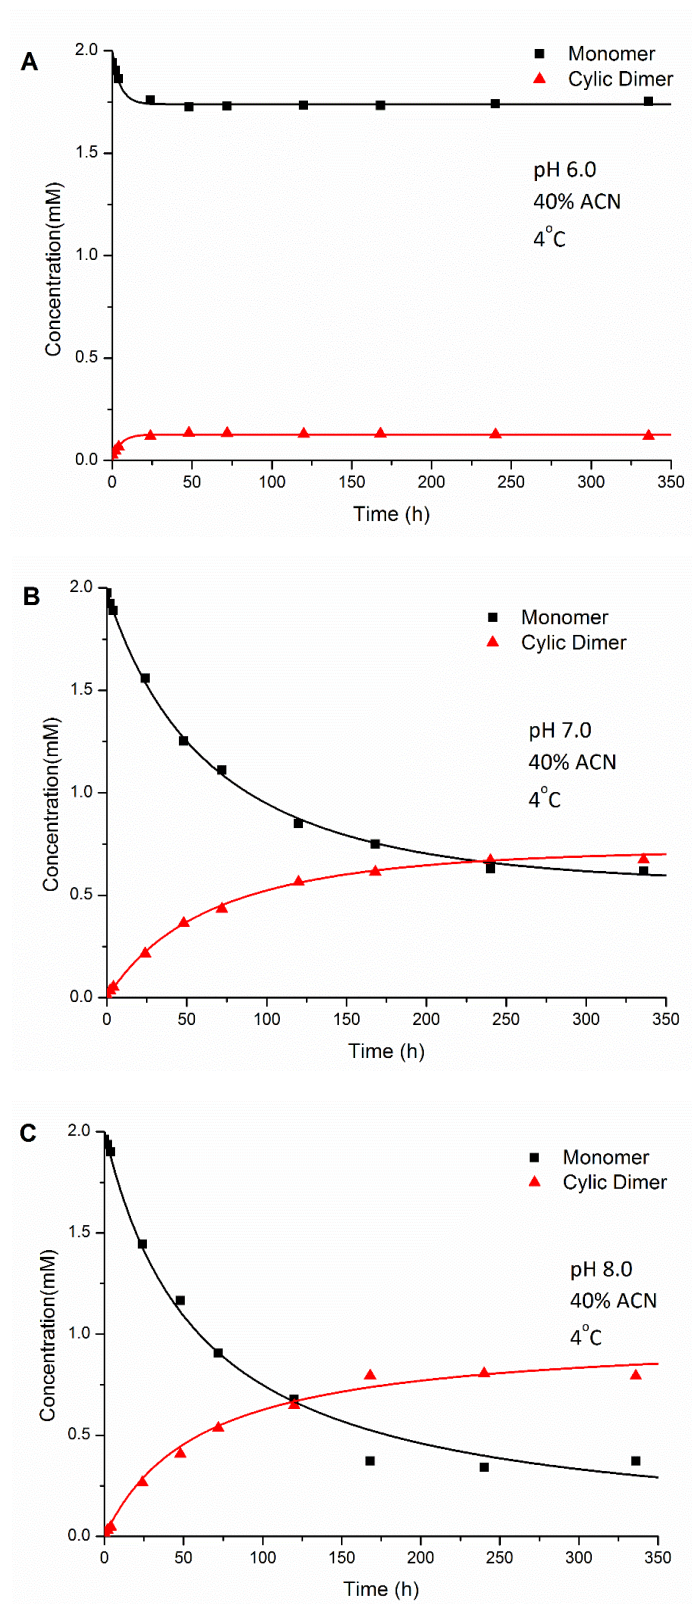 A
Monomer
Cylic Dimer
pH 6.0
40% ACN
4°C
Concentration(mM)
2.0
1.5
1.0
0.5
0.0
0 50 100 150 200 250 300 350
Time (h)
B
Monomer
Cylic Dimer
pH 7.0
40% ACN
4°C
Concentration(mM)
2.0
1.5
1.0
0.5
0.0
0 50 100 150 200 250 300 350
Time (h)
C
Monomer
Cylic Dimer
pH 8.0
40% ACN
4°C
Concentration(mM)
2.0
1.5
1.0
0.5
0.0
0 50 100 150 200 250 300 350
Time (h)